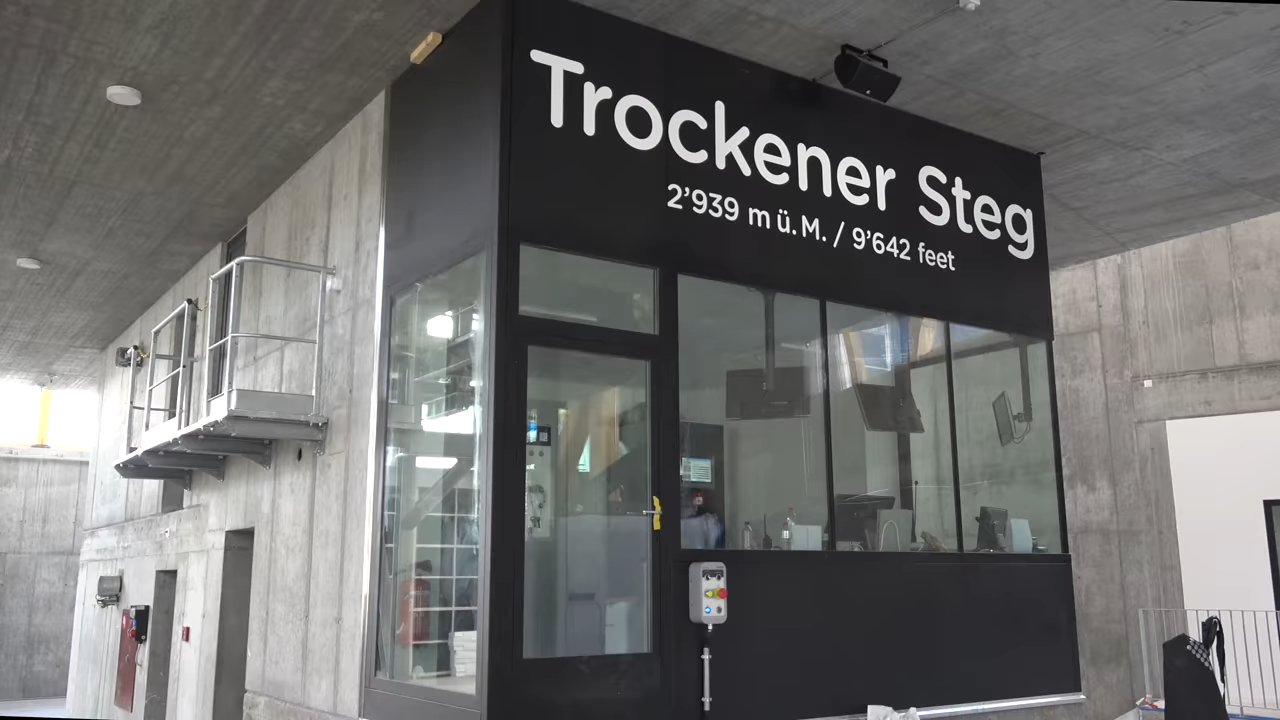 Trockener Steg
2’939 m ü. M. / 9’642 feet